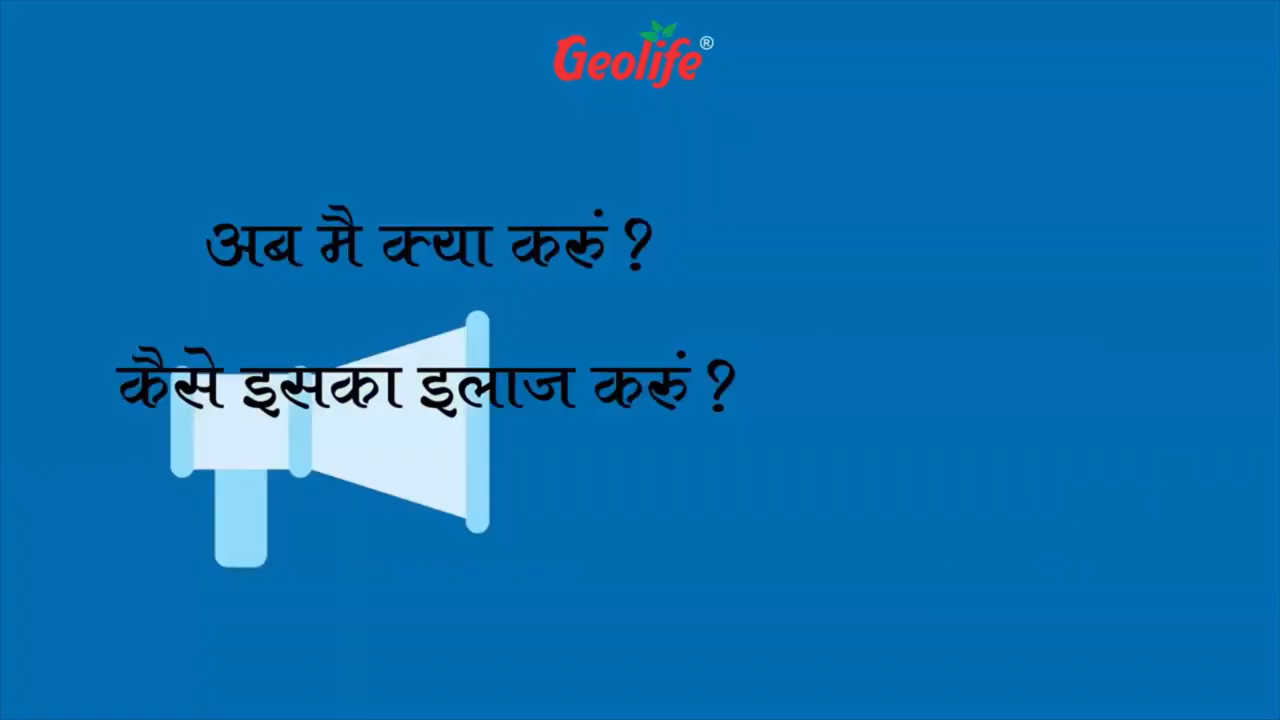 Geolife®
अब मै क्या करुं ?
कैसे इसका इलाज करुं ?